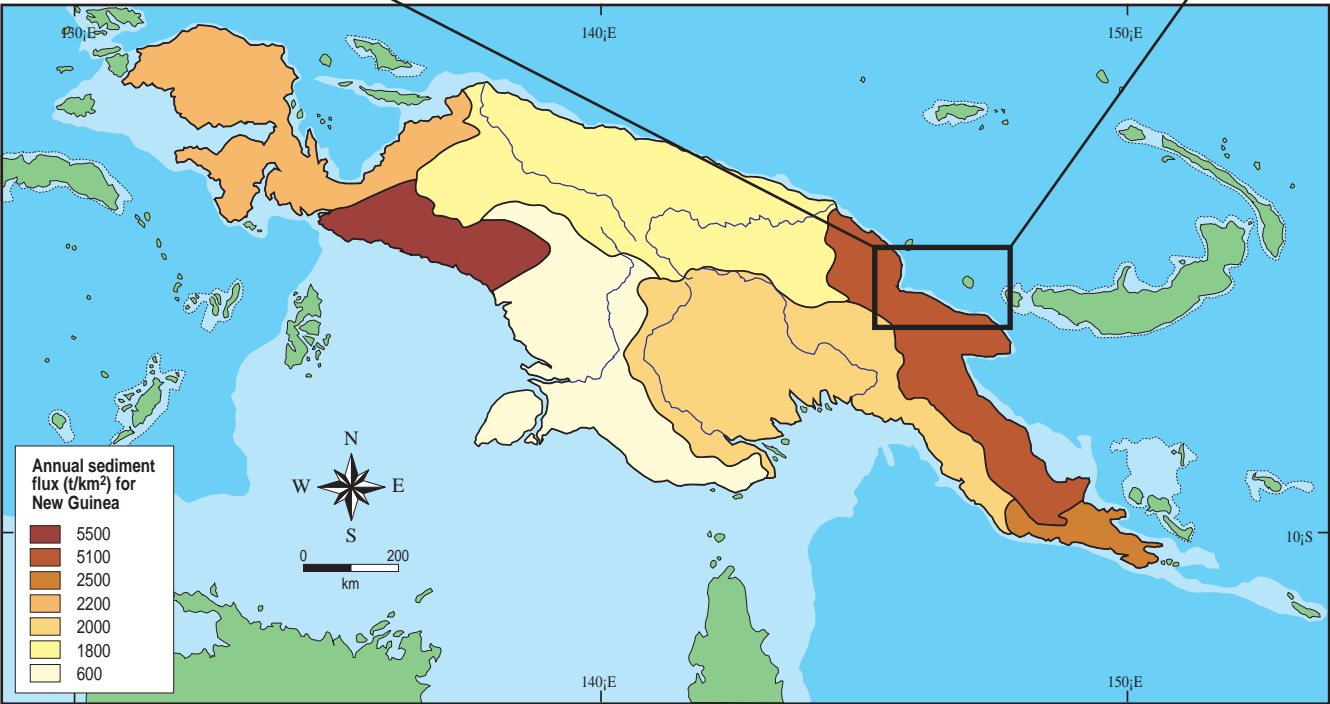 130¡E
140¡E
150¡E
Annual sediment
flux (t/km²) for
New Guinea
5500
5100
2500
2200
2000
1800
600
N
W
E
S
0
200
km
10¡S
140¡E
150¡E